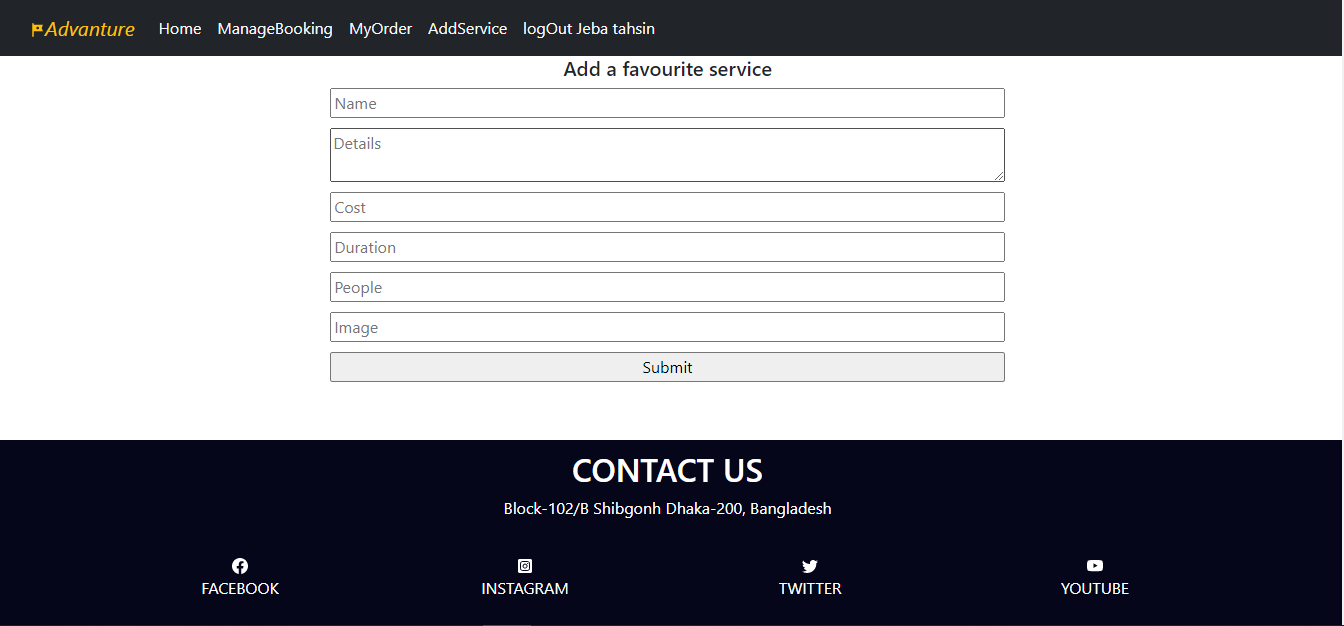 Advanture Home ManageBooking MyOrder AddService logOut Jeba tahsin
Add a favourite service
Name
Details
Cost
Duration
People
Image
Submit
CONTACT US
Block-102/B Shibgonh Dhaka-200, Bangladesh
FACEBOOK INSTAGRAM TWITTER YOUTUBE